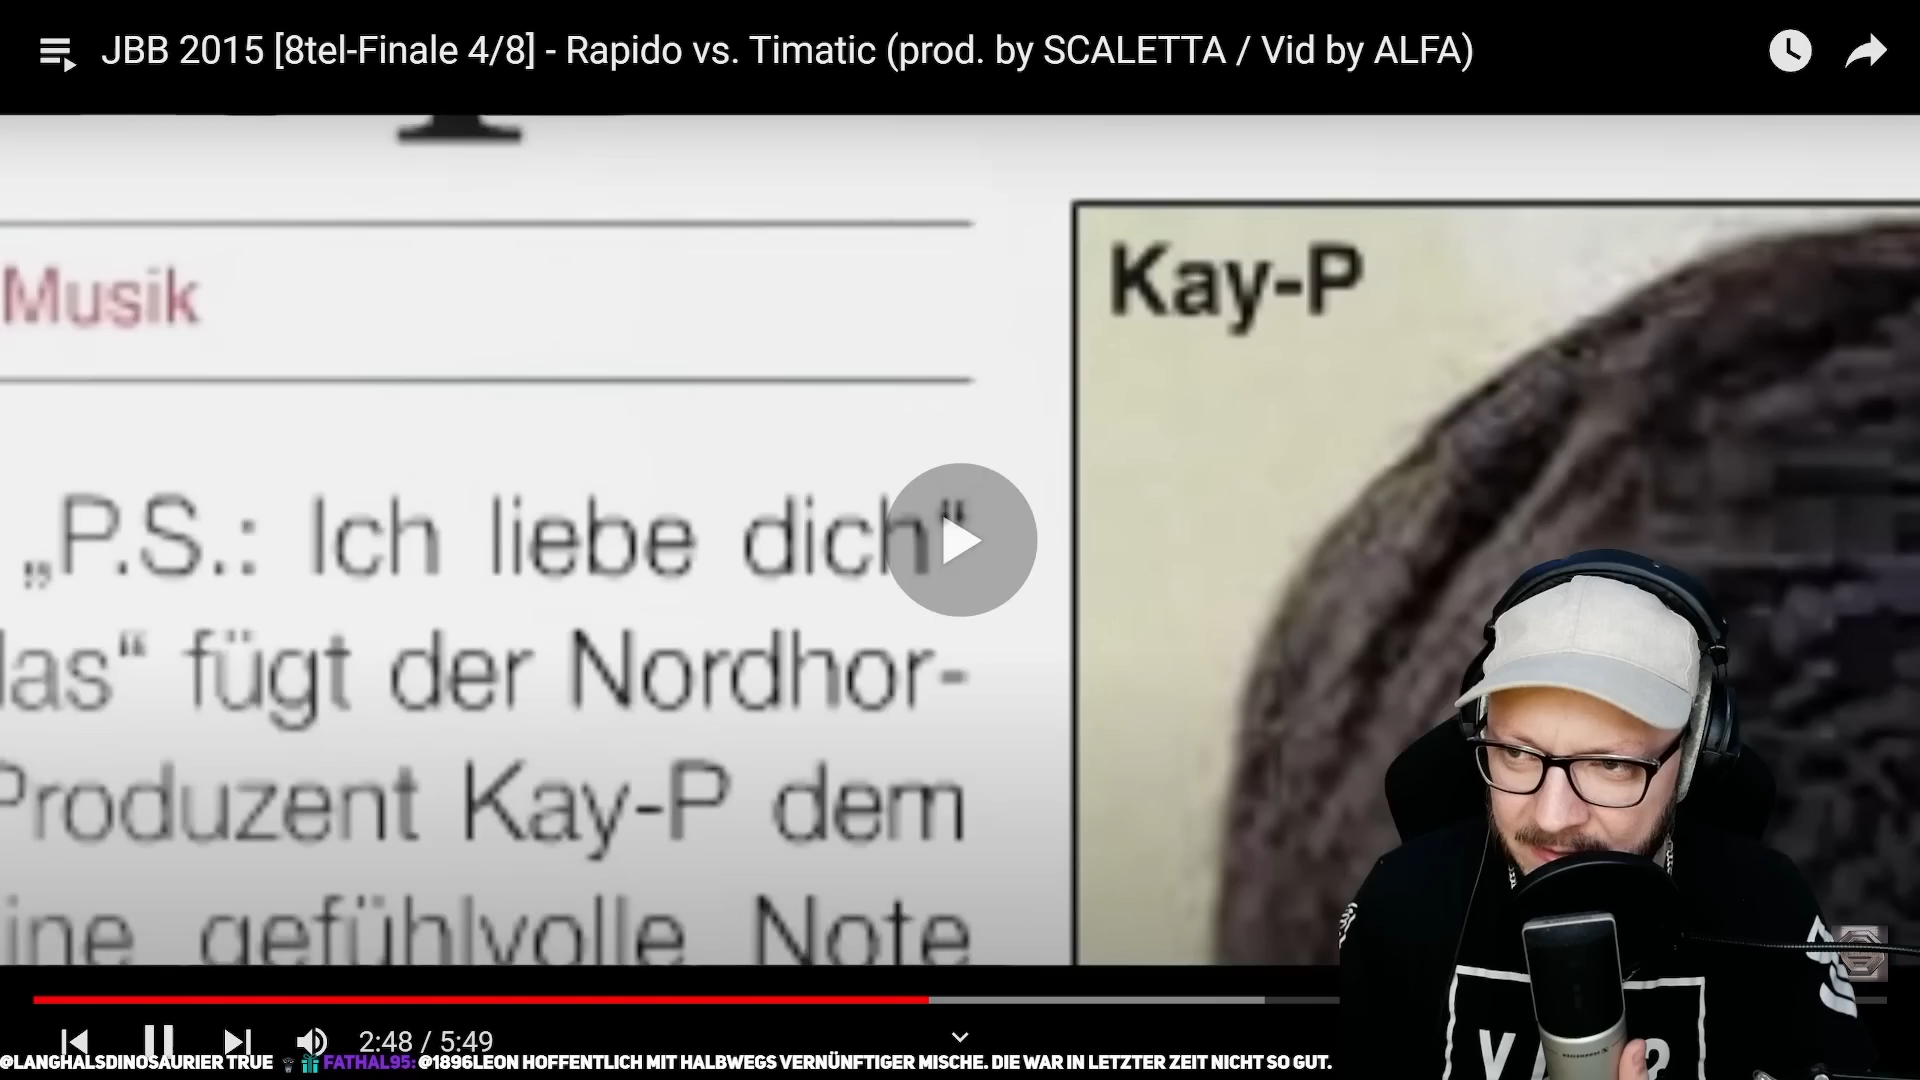 JBB 2015 [8tel-Finale 4/8] - Rapido vs. Timatic (prod. by SCALETTA / Vid by ALFA)
Musik
Kay-P
„P.S.: Ich liebe dich“
las“ fügt der Nordhor-
Produzent Kay-P dem
ine gefühlvolle Note
2:48 / 5:49
@LANGHALSDINOSAURIER TRUE FATHAL95: @1896LEON HOFFENTLICH MIT HALBWEGS VERNÜNFTIGER MISCHE. DIE WAR IN LETZTER ZEIT NICHT SO GUT.